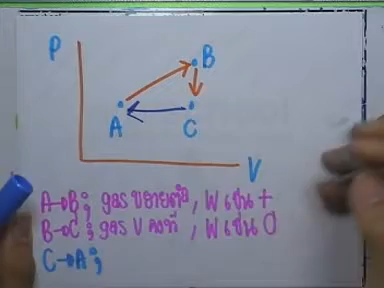 P
B
A
C
V
A→B; gas ขยายตัว, W เป็น +
B→C; gas V คงที่, W เป็น 0
C→A;